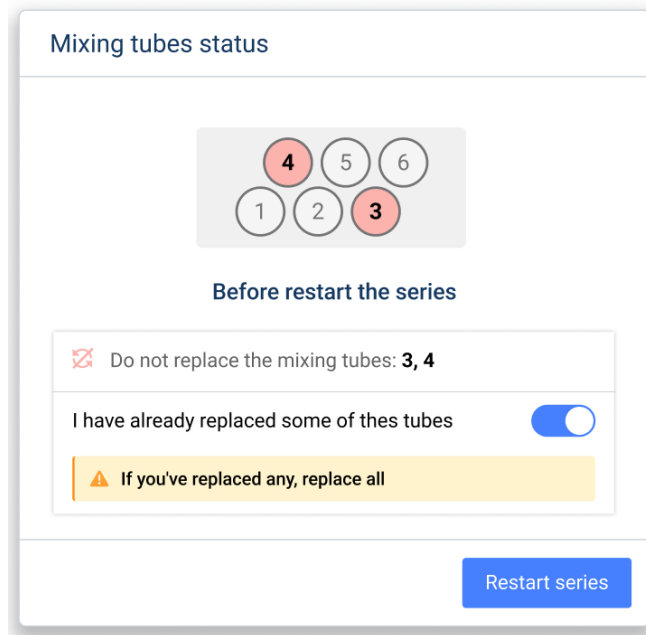 Mixing tubes status
4 5 6
1 2 3
Before restart the series
Do not replace the mixing tubes: 3, 4
I have already replaced some of thes tubes
If you've replaced any, replace all
Restart series